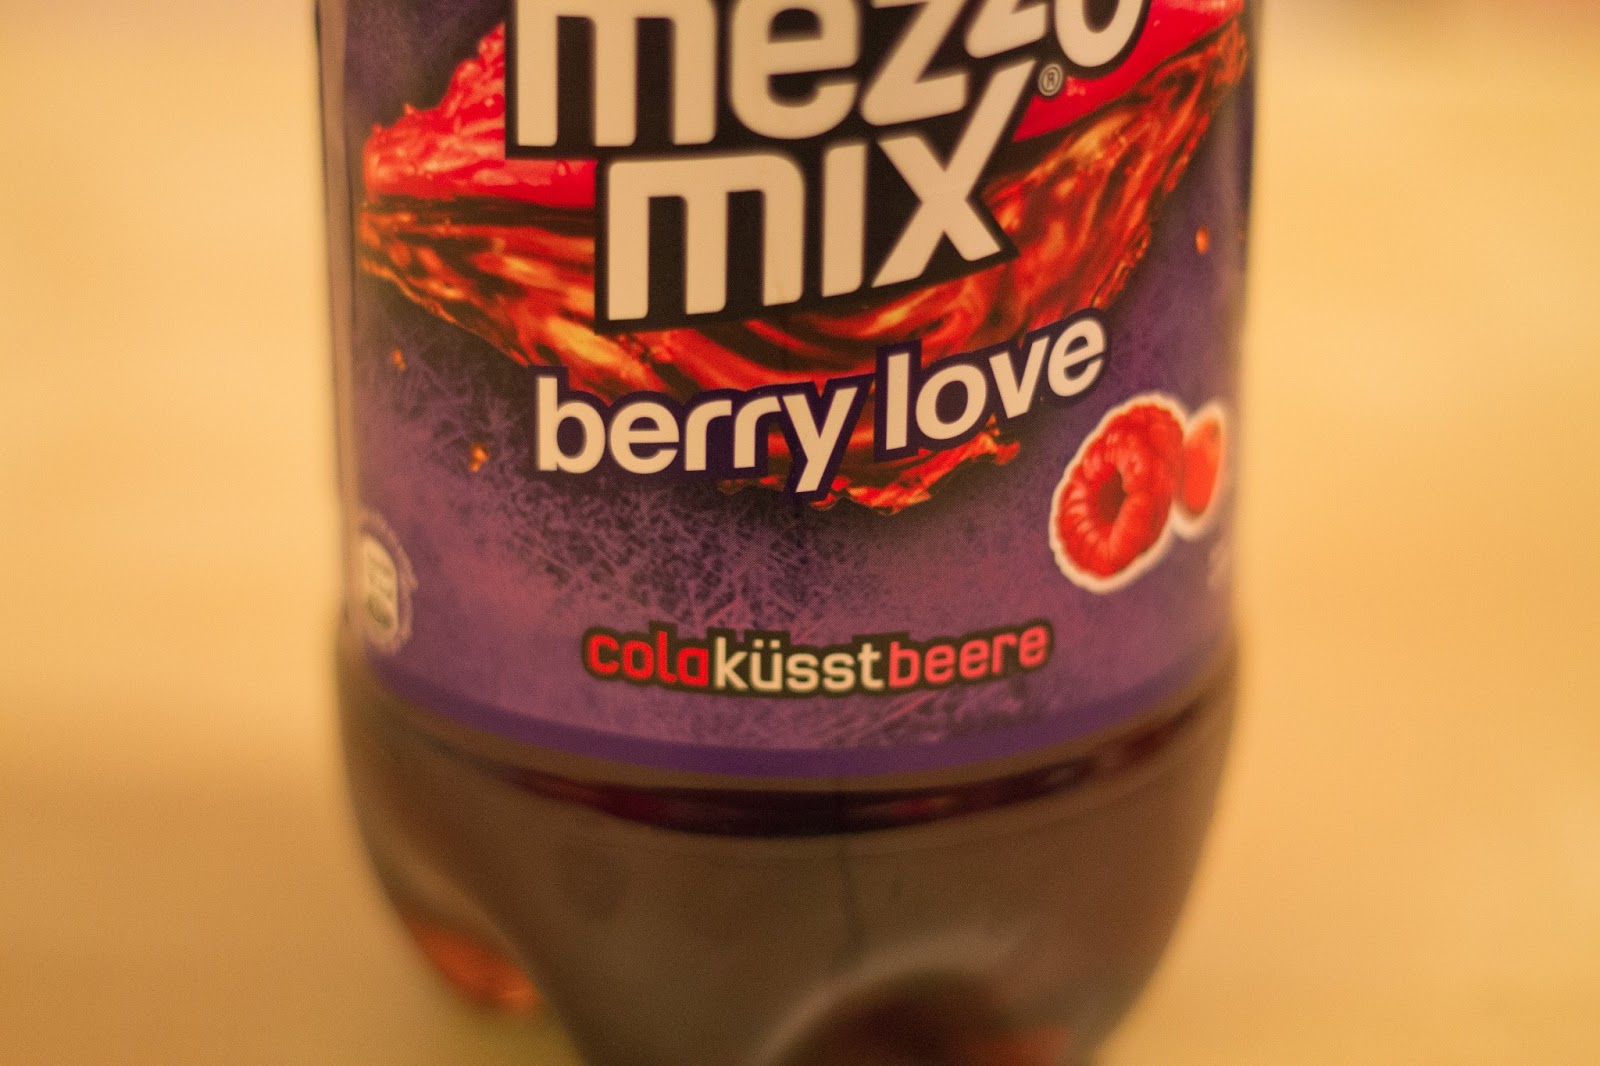 mezzo
mix®
berry love
colaküsstbeere